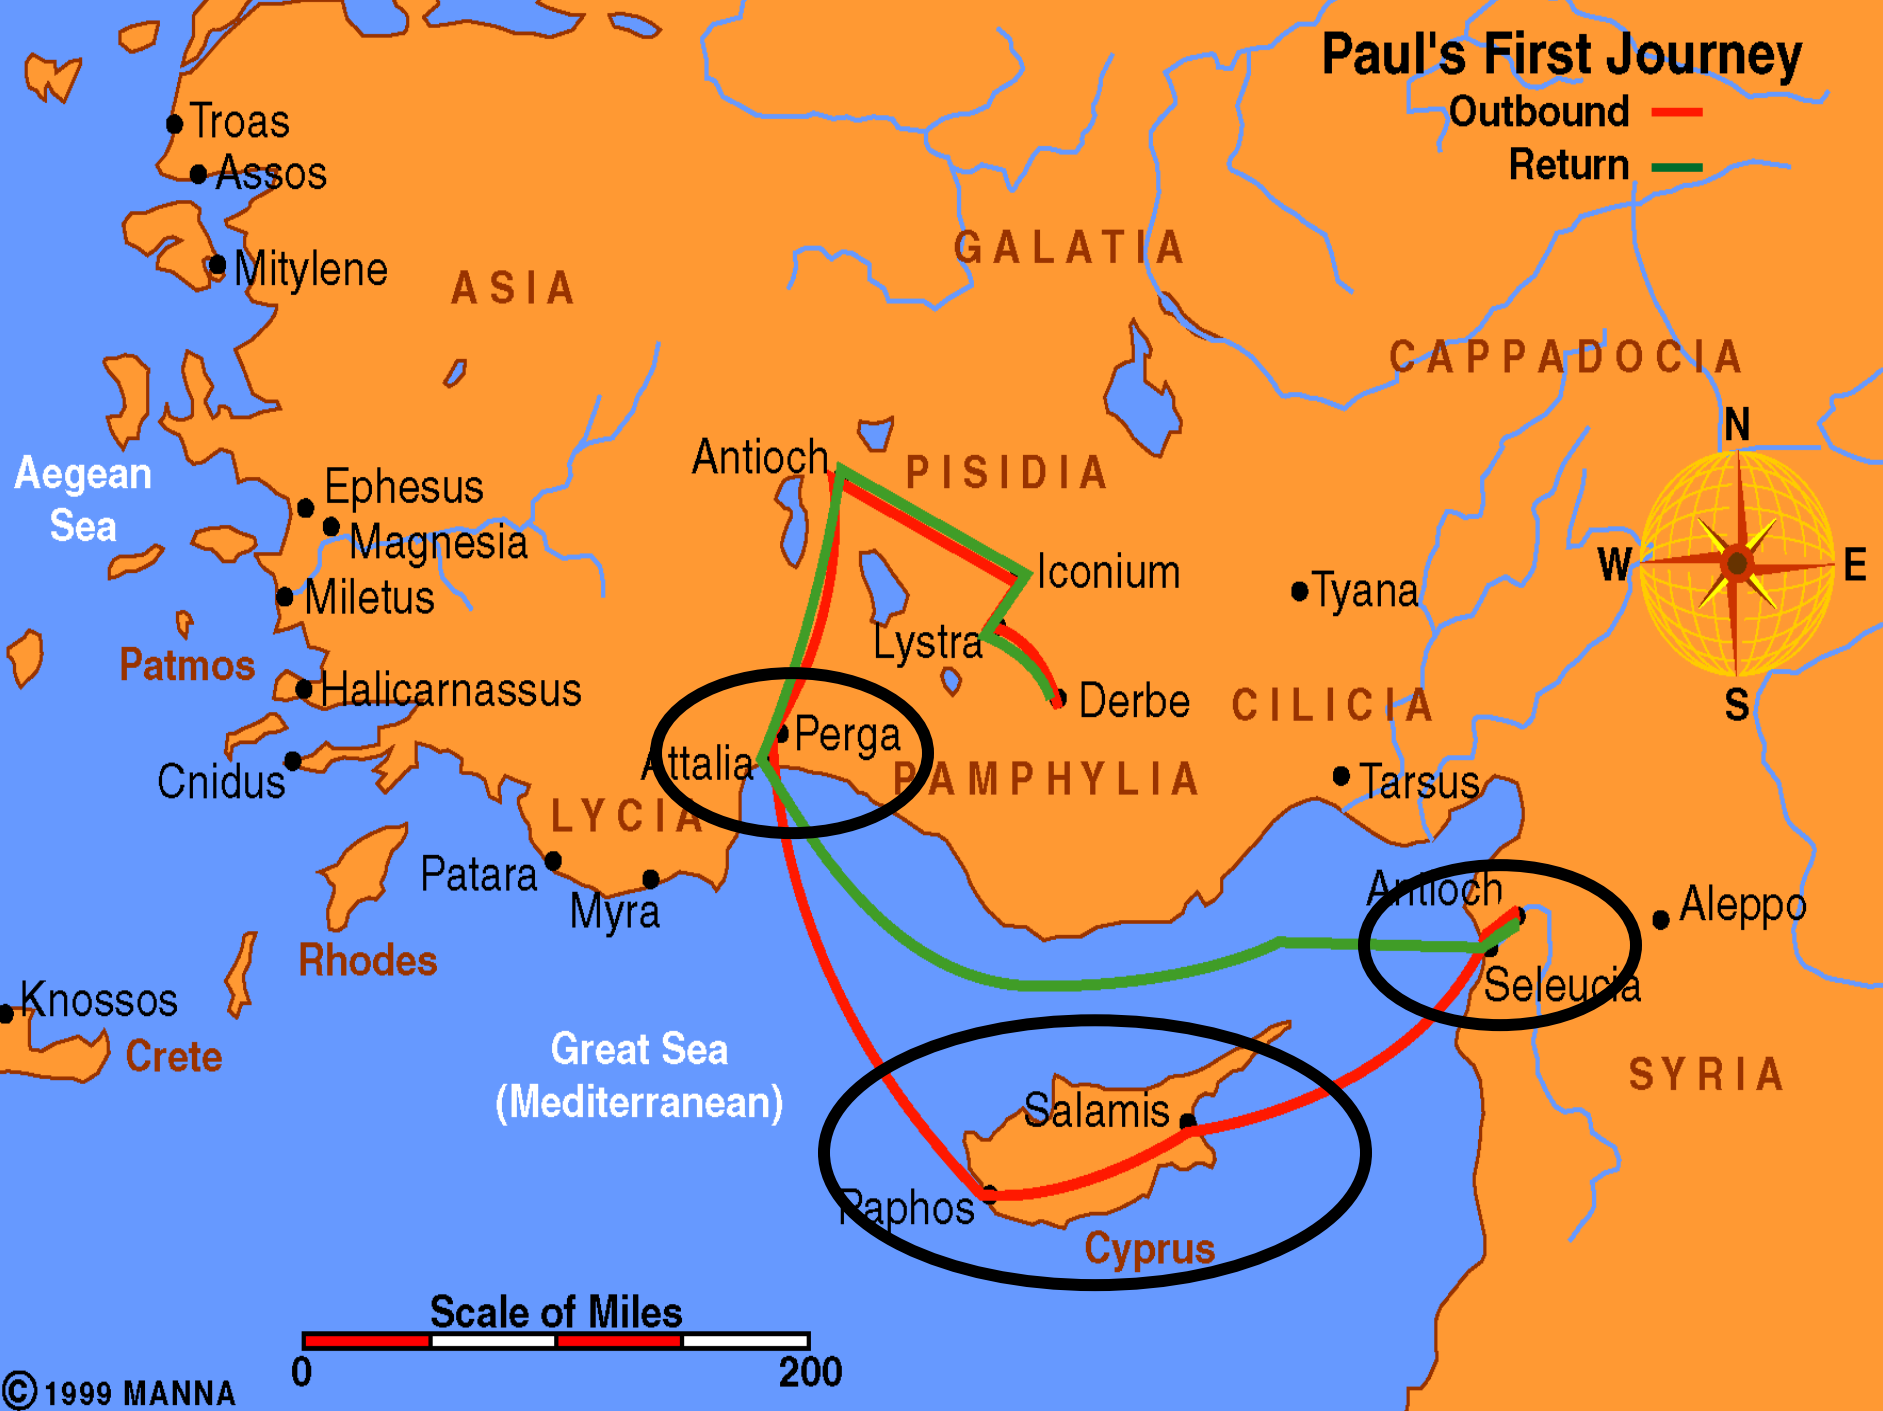 Paul's First Journey
Outbound
Return
Troas
Assos
Mitylene
ASIA
GALATIA
CAPPADOCIA
N
Aegean
Sea
Antioch
PISIDIA
Ephesus
Magnesia
W
E
Iconium
Tyana
Miletus
Lystra
Patmos
Halicarnassus
Derbe
CILICIA
S
Perga
Attalia
Cnidus
PAMPHYLIA
Tarsus
LYCIA
Patara
Myra
Antioch
Aleppo
Rhodes
Seleucia
Knossos
Crete
Great Sea
(Mediterranean)
SYRIA
Salamis
Paphos
Cyprus
Scale of Miles
0 200
© 1999 MANNA